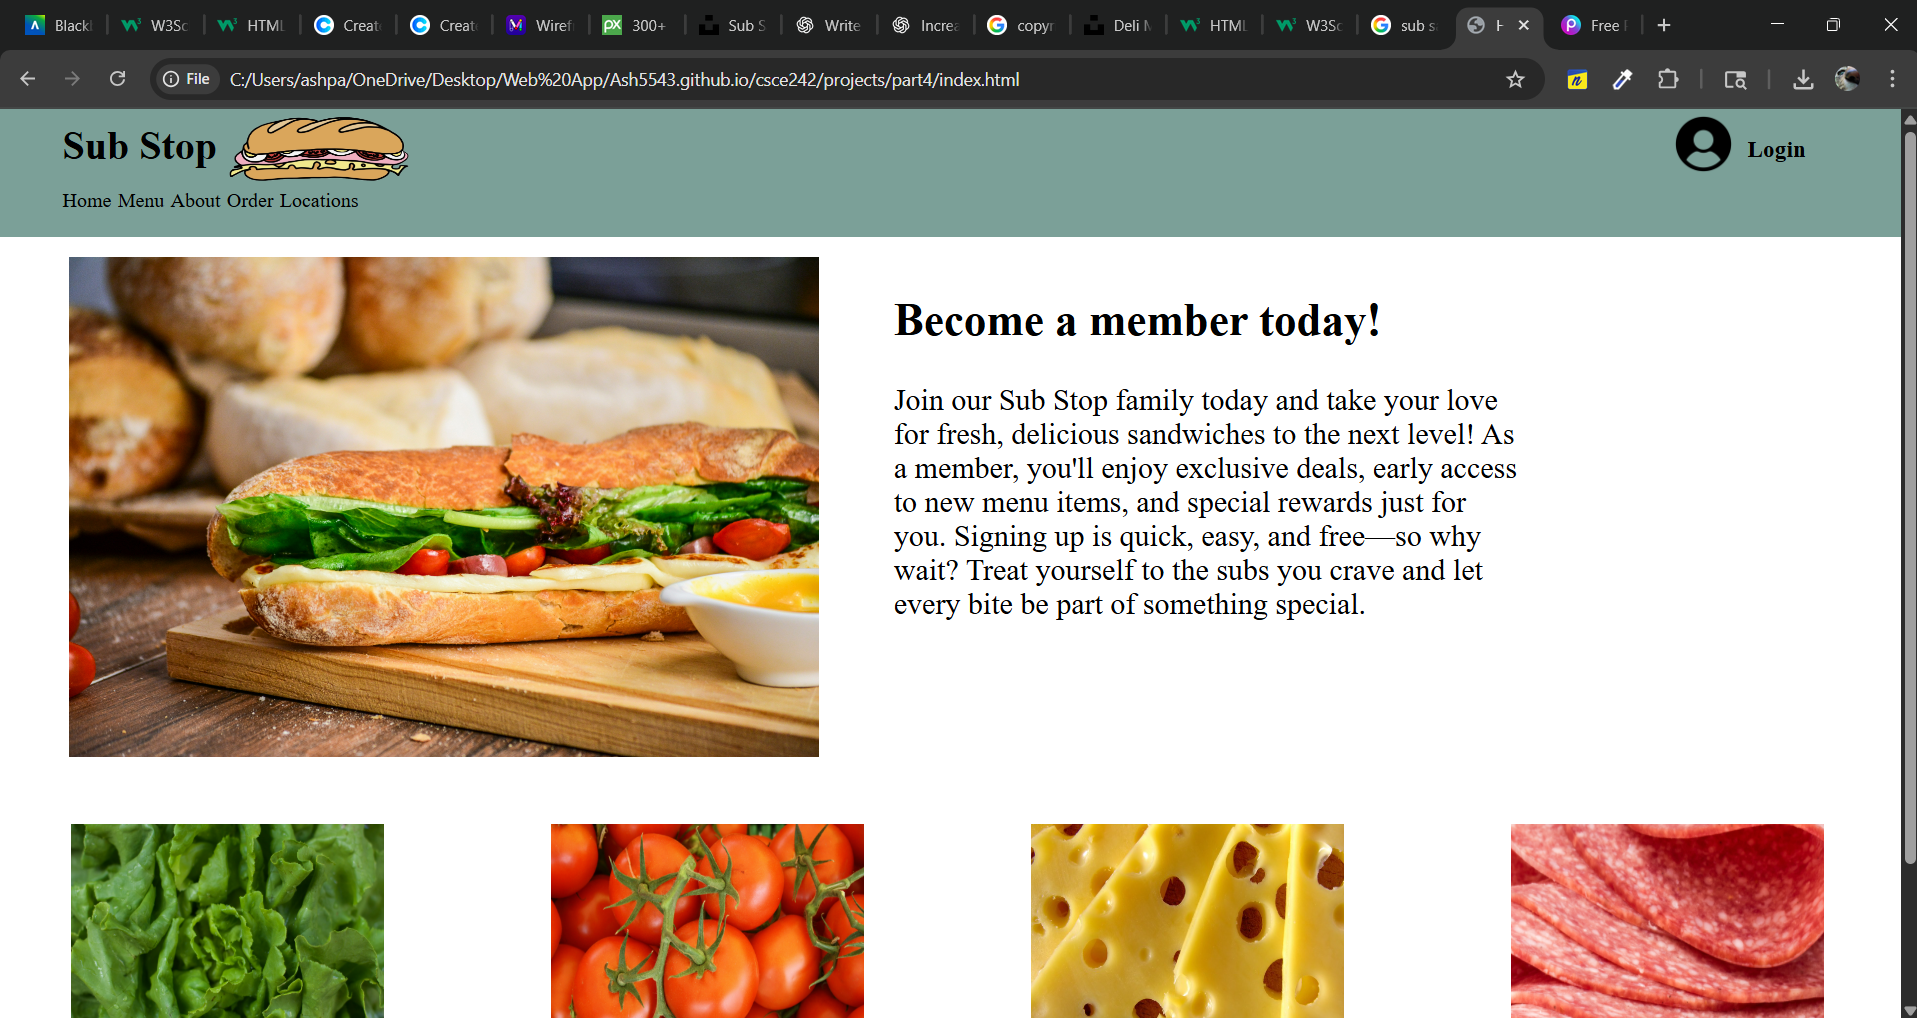 Black
W3Sc
HTML
Creat
Creat
Wiref
300+
Sub S
Write
Increa
copyr
Deli M
HTML
W3Sc
sub s
Free
File
C:/Users/ashpa/OneDrive/Desktop/Web%20App/Ash5543.github.io/csce242/projects/part4/index.html
Sub Stop
Login
Home Menu About Order Locations
Become a member today!
Join our Sub Stop family today and take your love
for fresh, delicious sandwiches to the next level! As
a member, you'll enjoy exclusive deals, early access
to new menu items, and special rewards just for
you. Signing up is quick, easy, and free—so why
wait? Treat yourself to the subs you crave and let
every bite be part of something special.